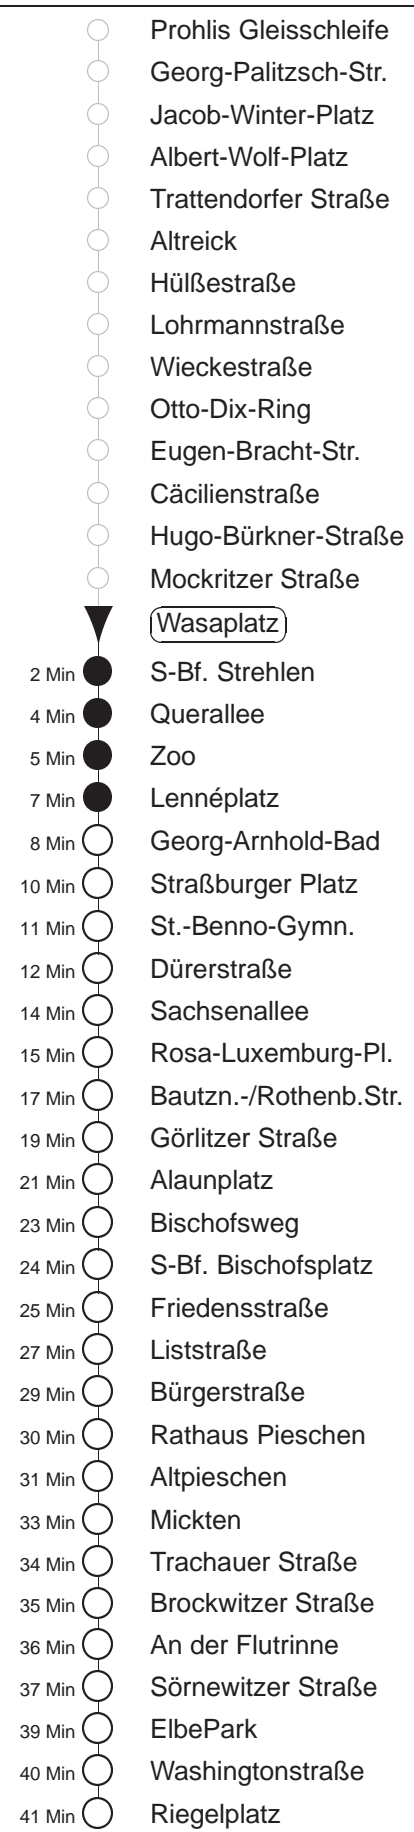 Prohlis Gleisschleife
Georg-Palitzsch-Str.
Jacob-Winter-Platz
Albert-Wolf-Platz
Trattendorfer Straße
Altreick
Hülßestraße
Lohrmannstraße
Wieckestraße
Otto-Dix-Ring
Eugen-Bracht-Str.
Cäcilienstraße
Hugo-Bürkner-Straße
Mockritzer Straße
Wasaplatz
2 Min S-Bf. Strehlen
4 Min Querallee
5 Min Zoo
7 Min Lennéplatz
8 Min Georg-Arnhold-Bad
10 Min Straßburger Platz
11 Min St.-Benno-Gymn.
12 Min Dürerstraße
14 Min Sachsenallee
15 Min Rosa-Luxemburg-Pl.
17 Min Bautzn.-/Rothenb.Str.
19 Min Görlitzer Straße
21 Min Alaunplatz
23 Min Bischofsweg
24 Min S-Bf. Bischofsplatz
25 Min Friedensstraße
27 Min Liststraße
29 Min Bürgerstraße
30 Min Rathaus Pieschen
31 Min Altpieschen
33 Min Mickten
34 Min Trachauer Straße
35 Min Brockwitzer Straße
36 Min An der Flutrinne
37 Min Sörnewitzer Straße
39 Min ElbePark
40 Min Washingtonstraße
41 Min Riegelplatz